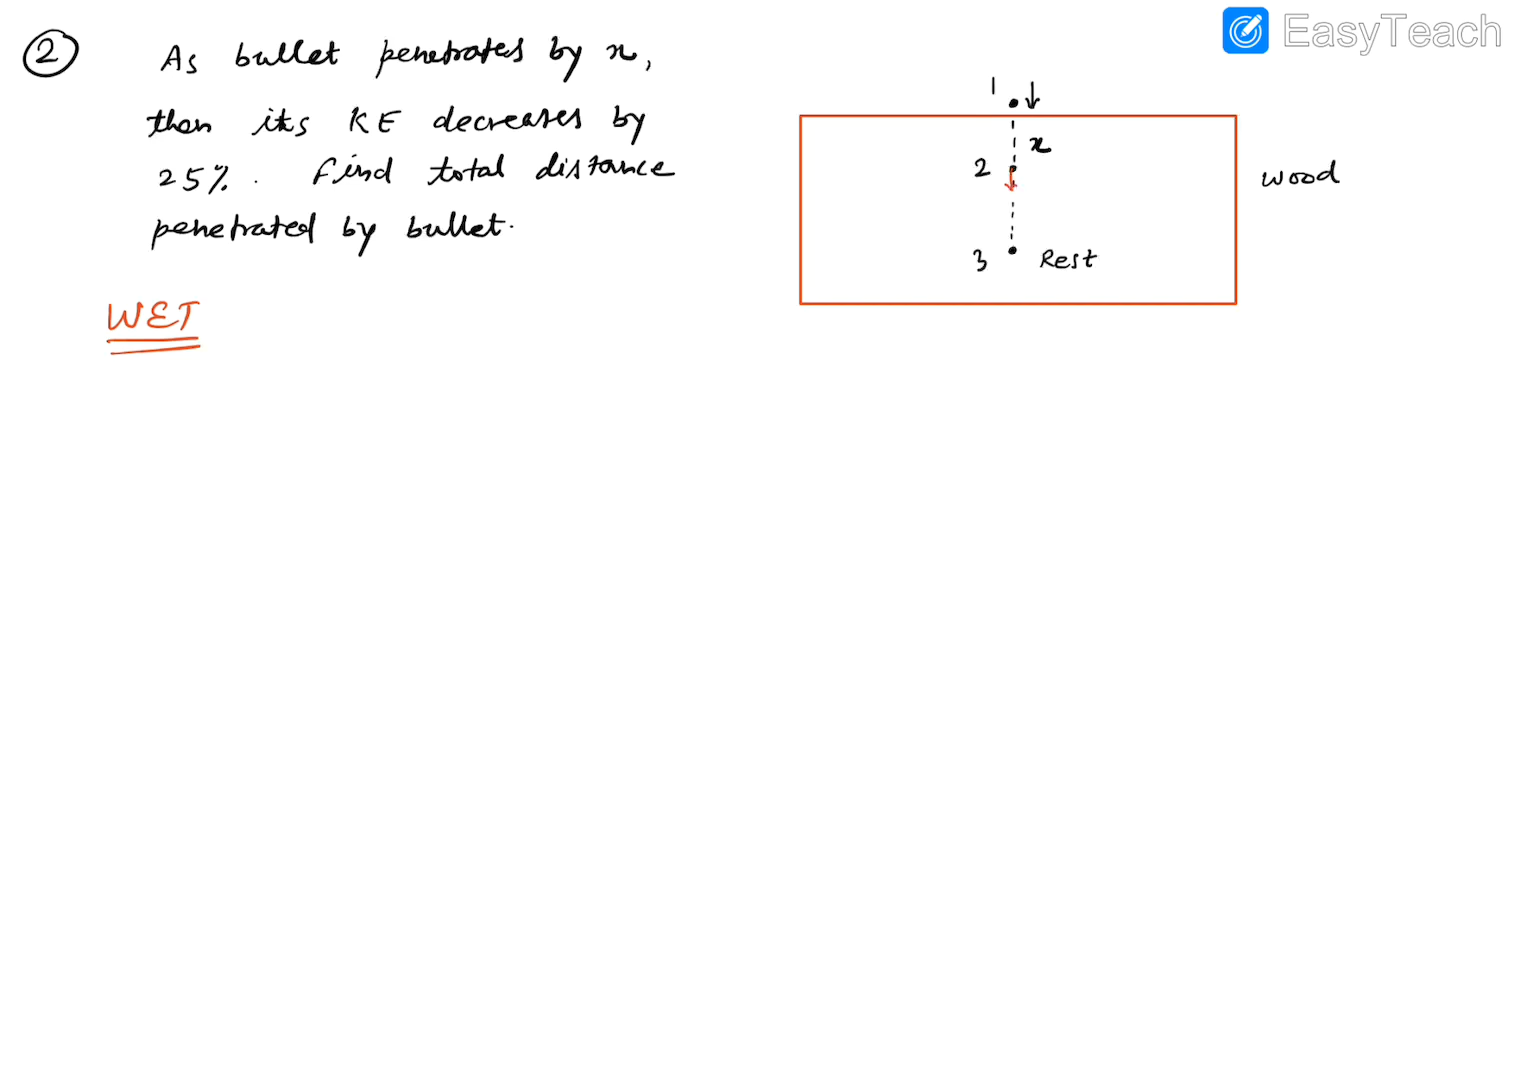 ② As bullet penetrates by x,
then its KE decreases by
25%. Find total distance
penetrated by bullet.
WET
EasyTeach
1
x
2
wood
3 Rest